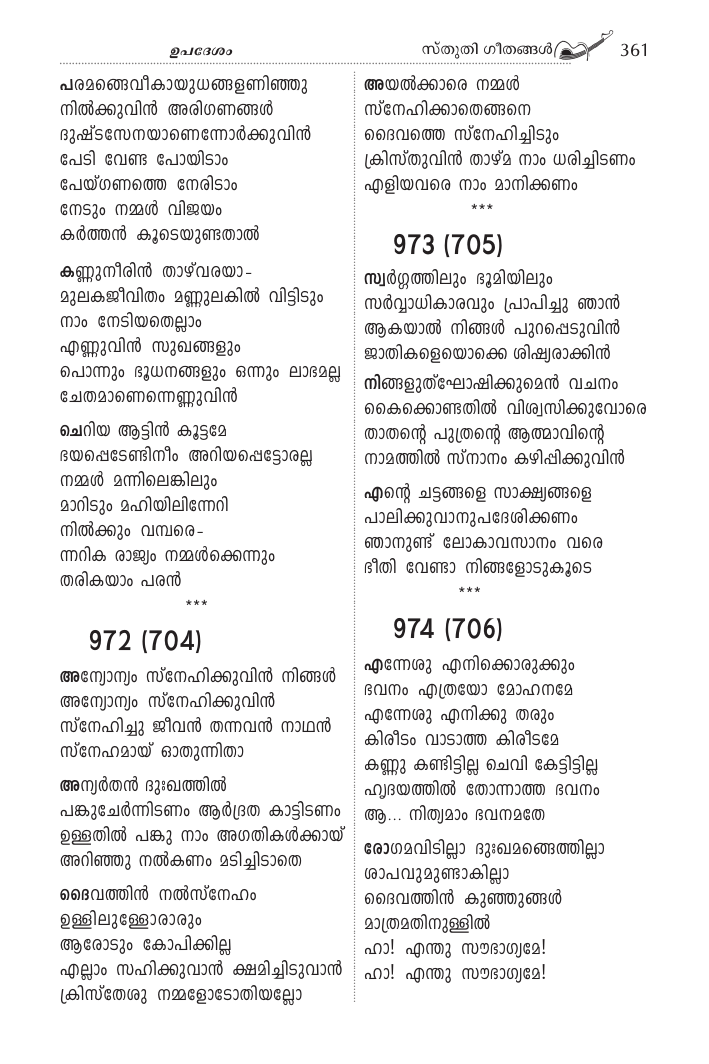 ഉപദേശം
സ്തുതി ഗീതങ്ങൾ 361
പരമങ്ങെവീകായുധങ്ങളണിഞ്ഞു
നിൽക്കുവിൻ അരിഗണങ്ങൾ
ദുഷ്ടസേനയാണെന്നോർക്കുവിൻ
പേടി വേണ്ട പോയിടാം
പേയ്ഗണത്തെ നേരിടാം
നേടും നമ്മൾ വിജയം
കർത്തൻ കൂടെയുണ്ടതാൽ
കണ്ണുനീരിൻ താഴ്‌വരയാ-
മുലകജീവിതം മണ്ണുലകിൽ വിട്ടിടും
നാം നേടിയതെല്ലാം
എണ്ണുവിൻ സുഖങ്ങളും
പൊന്നും ഭൂധനങ്ങളും ഒന്നും ലാഭമല്ല
ചേതമാണെന്നെണ്ണുവിൻ
ചെറിയ ആട്ടിൻ കൂട്ടമേ
ഭയപ്പെടേണ്ടിനീം അറിയപ്പെട്ടോരല്ല
നമ്മൾ മന്നിലെങ്കിലും
മാറിടും മഹിയിലിന്നേറി
നിൽക്കും വമ്പരെ-
ന്നറിക രാജ്യം നമ്മൾക്കെന്നും
തരികയാം പരൻ
***
972 (704)
അന്യോന്യം സ്നേഹിക്കുവിൻ നിങ്ങൾ
അന്യോന്യം സ്നേഹിക്കുവിൻ
സ്നേഹിച്ചു ജീവൻ തന്നവൻ നാഥൻ
സ്നേഹമായ് ഓതുന്നിതാ
അന്യർതൻ ദുഃഖത്തിൽ
പങ്കുചേർന്നിടണം ആർദ്രത കാട്ടിടണം
ഉള്ളതിൽ പങ്കു നാം അഗതികൾക്കായ്
അറിഞ്ഞു നൽകണം മടിച്ചിടാതെ
ദൈവത്തിൻ നൽസ്നേഹം
ഉള്ളിലുള്ളോരാരും
ആരോടും കോപിക്കില്ല
എല്ലാം സഹിക്കുവാൻ ക്ഷമിച്ചിടുവാൻ
ക്രിസ്തേശു നമ്മളോടോതിയല്ലോ
അയൽക്കാരെ നമ്മൾ
സ്നേഹിക്കാതെങ്ങനെ
ദൈവത്തെ സ്നേഹിച്ചിടും
ക്രിസ്തുവിൻ താഴ്മ നാം ധരിച്ചിടണം
എളിയവരെ നാം മാനിക്കണം
***
973 (705)
സ്വർഗ്ഗത്തിലും ഭൂമിയിലും
സർവ്വാധികാരവും പ്രാപിച്ചു ഞാൻ
ആകയാൽ നിങ്ങൾ പുറപ്പെടുവിൻ
ജാതികളെയൊക്കെ ശിഷ്യരാക്കിൻ
നിങ്ങളുത്ഘോഷിക്കുമെൻ വചനം
കൈക്കൊണ്ടതിൽ വിശ്വസിക്കുവോരെ
താതന്റെ പുത്രന്റെ ആത്മാവിന്റെ
നാമത്തിൽ സ്നാനം കഴിപ്പിക്കുവിൻ
എന്റെ ചട്ടങ്ങളെ സാക്ഷ്യങ്ങളെ
പാലിക്കുവാനുപദേശിക്കണം
ഞാനുണ്ട് ലോകാവസാനം വരെ
ഭീതി വേണ്ടാ നിങ്ങളോടുകൂടെ
***
974 (706)
എന്നേശു എനിക്കൊരുക്കും
ഭവനം എത്രയോ മോഹനമേ
എന്നേശു എനിക്കു തരും
കിരീടം വാടാത്ത കിരീടമേ
കണ്ണു കണ്ടിട്ടില്ല ചെവി കേട്ടിട്ടില്ല
ഹൃദയത്തിൽ തോന്നാത്ത ഭവനം
ആ... നിത്യമാം ഭവനമതേ
രോഗമവിടില്ലാ ദുഃഖമങ്ങെത്തില്ലാ
ശാപവുമുണ്ടാകില്ലാ
ദൈവത്തിൻ കുഞ്ഞുങ്ങൾ
മാത്രമതിനുള്ളിൽ
ഹാ! എന്തു സൗഭാഗ്യമേ!
ഹാ! എന്തു സൗഭാഗ്യമേ!